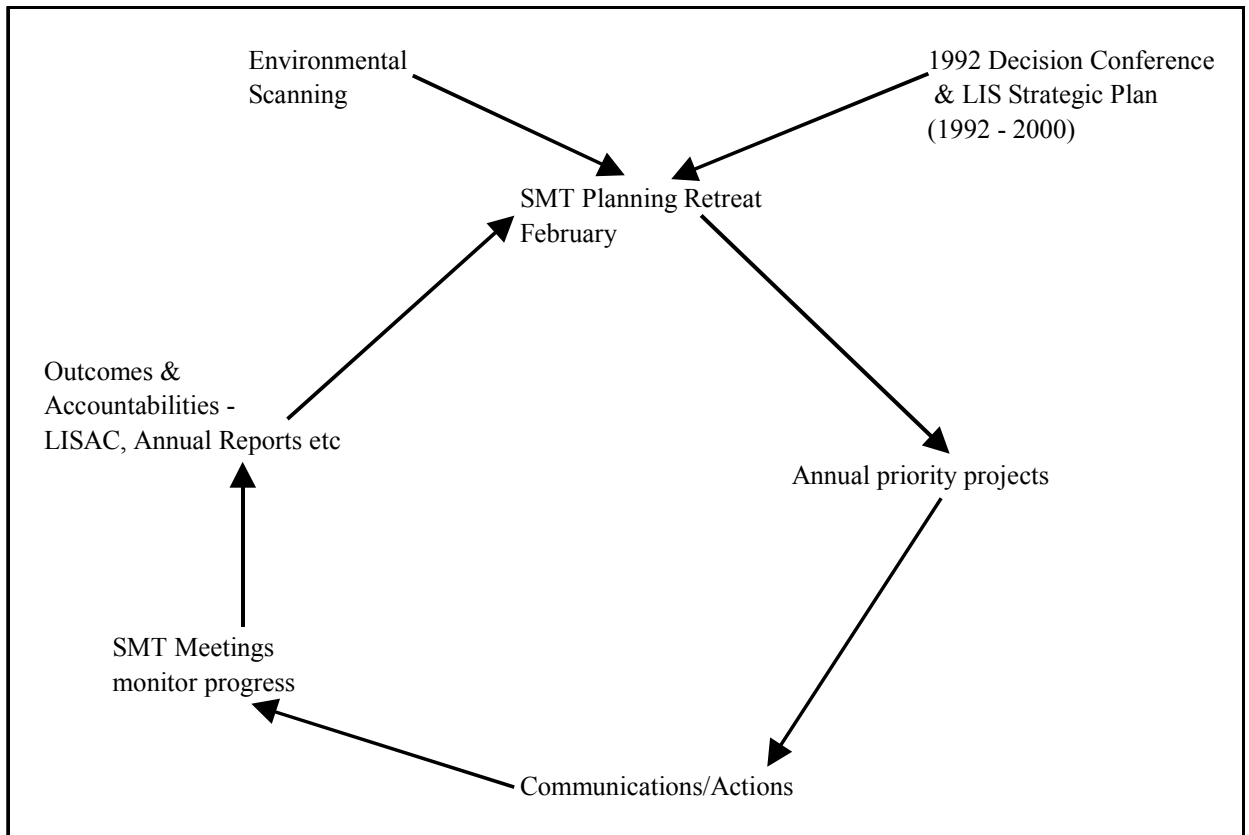 Environmental
Scanning
1992 Decision Conference
& LIS Strategic Plan
(1992 - 2000)
SMT Planning Retreat
February
Outcomes &
Accountabilities -
LISAC, Annual Reports etc
Annual priority projects
SMT Meetings
monitor progress
Communications/Actions